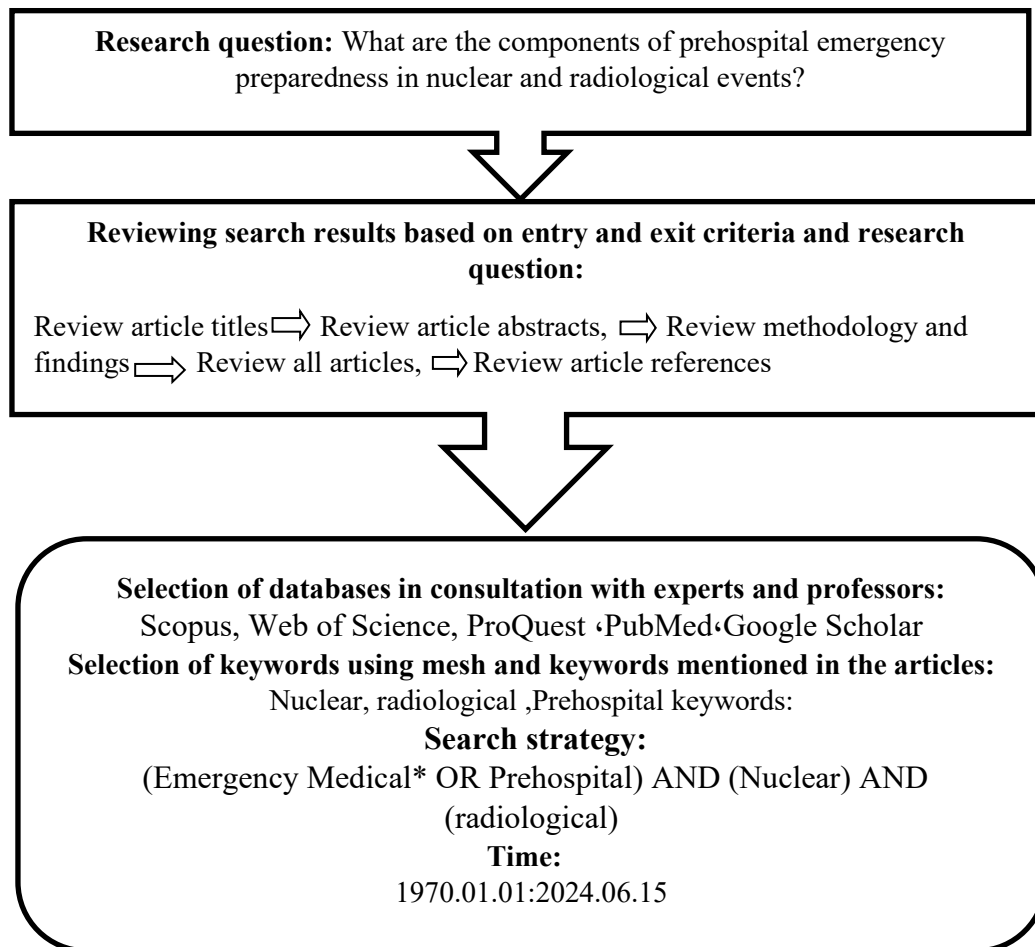 Research question: What are the components of prehospital emergency
preparedness in nuclear and radiological events?
Reviewing search results based on entry and exit criteria and research
question:
Review article titles Review article abstracts, Review methodology and
findings Review all articles, Review article references
Selection of databases in consultation with experts and professors:
Scopus, Web of Science, ProQuest ،PubMed،Google Scholar
Selection of keywords using mesh and keywords mentioned in the articles:
Nuclear, radiological ,Prehospital keywords:
Search strategy:
(Emergency Medical* OR Prehospital) AND (Nuclear) AND
(radiological)
Time:
1970.01.01:2024.06.15